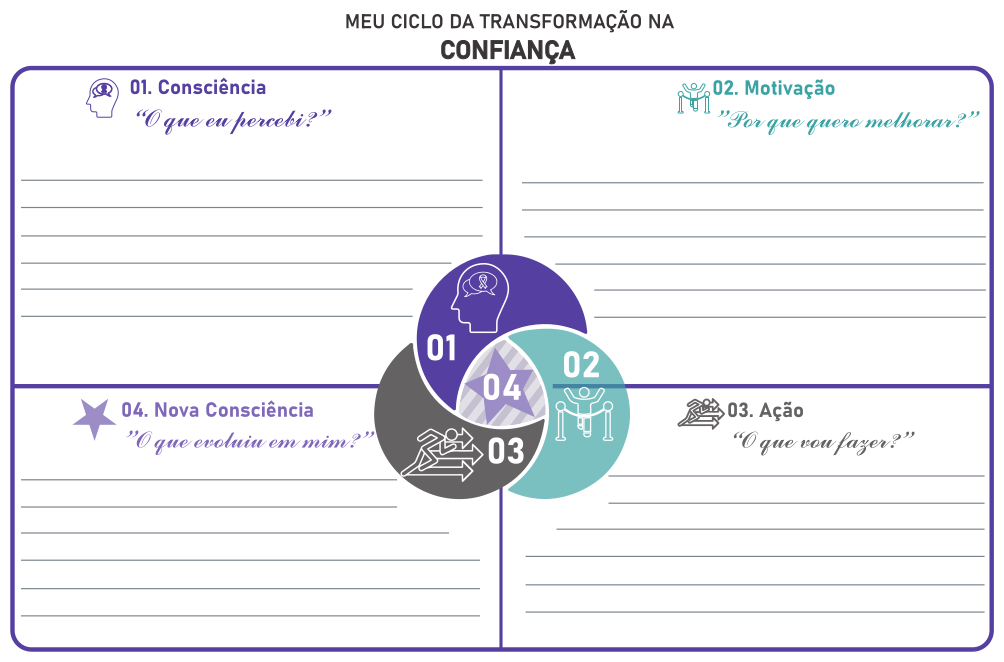 MEU CICLO DA TRANSFORMAÇÃO NA
CONFIANÇA
01. Consciência
“O que eu percebi?”
02. Motivação
”Por que quero melhorar?”
01
02
04
03
04. Nova Consciência
”O que evoluiu em mim?”
03. Ação
“O que vou fazer?”